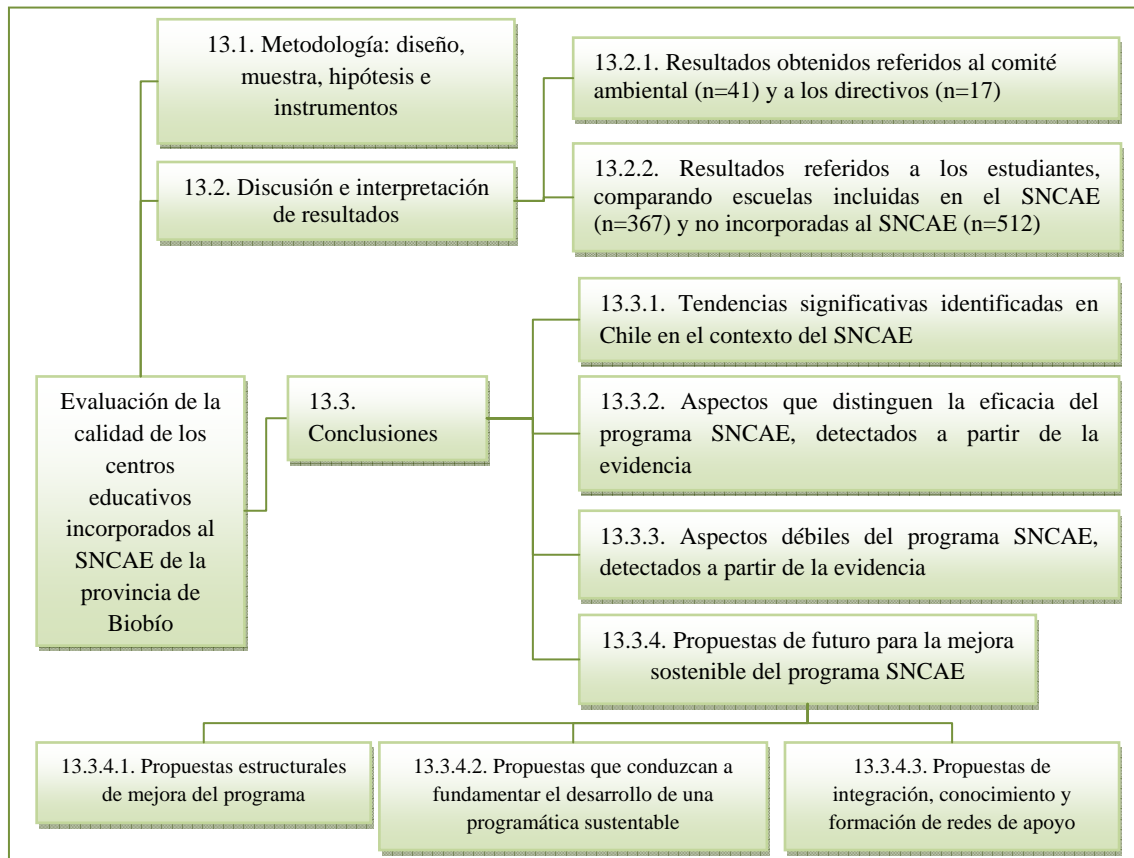 13.1. Metodología: diseño,
muestra, hipótesis e
instrumentos
13.2. Discusión e interpretación
de resultados
13.2.1. Resultados obtenidos referidos al comité
ambiental (n=41) y a los directivos (n=17)
13.2.2. Resultados referidos a los estudiantes,
comparando escuelas incluidas en el SNCAE
(n=367) y no incorporadas al SNCAE (n=512)
Evaluación de la
calidad de los
centros
educativos
incorporados al
SNCAE de la
provincia de
Biobío
13.3.
Conclusiones
13.3.1. Tendencias significativas identificadas en
Chile en el contexto del SNCAE
13.3.2. Aspectos que distinguen la eficacia del
programa SNCAE, detectados a partir de la
evidencia
13.3.3. Aspectos débiles del programa SNCAE,
detectados a partir de la evidencia
13.3.4. Propuestas de futuro para la mejora
sostenible del programa SNCAE
13.3.4.1. Propuestas estructurales
de mejora del programa
13.3.4.2. Propuestas que conduzcan a
fundamentar el desarrollo de una
programática sustentable
13.3.4.3. Propuestas de
integración, conocimiento y
formación de redes de apoyo